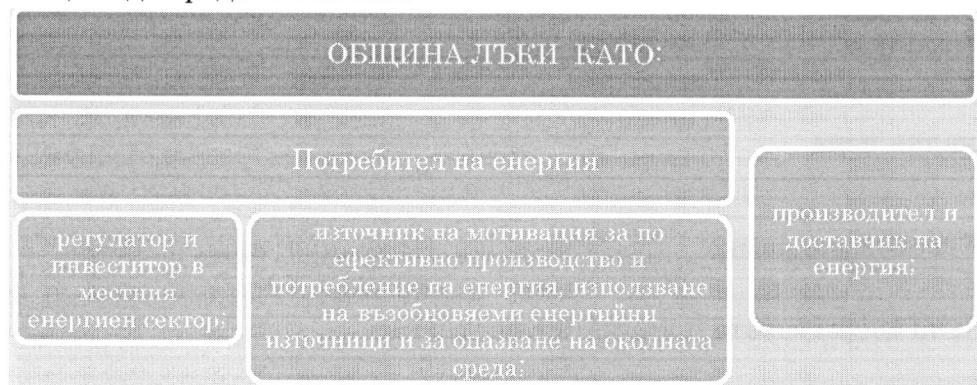 ОБЩИНА ЛЪКИ КАТО:
Потребител на енергия
регулатор и
инвеститор в
местния
енергиен сектор;
източник на мотивация за по
ефективно производство и
потребление на енергия, използване
на възобновяеми енергийни
източници и за опазване на околната
среда;
производител и
доставчик на
енергия;